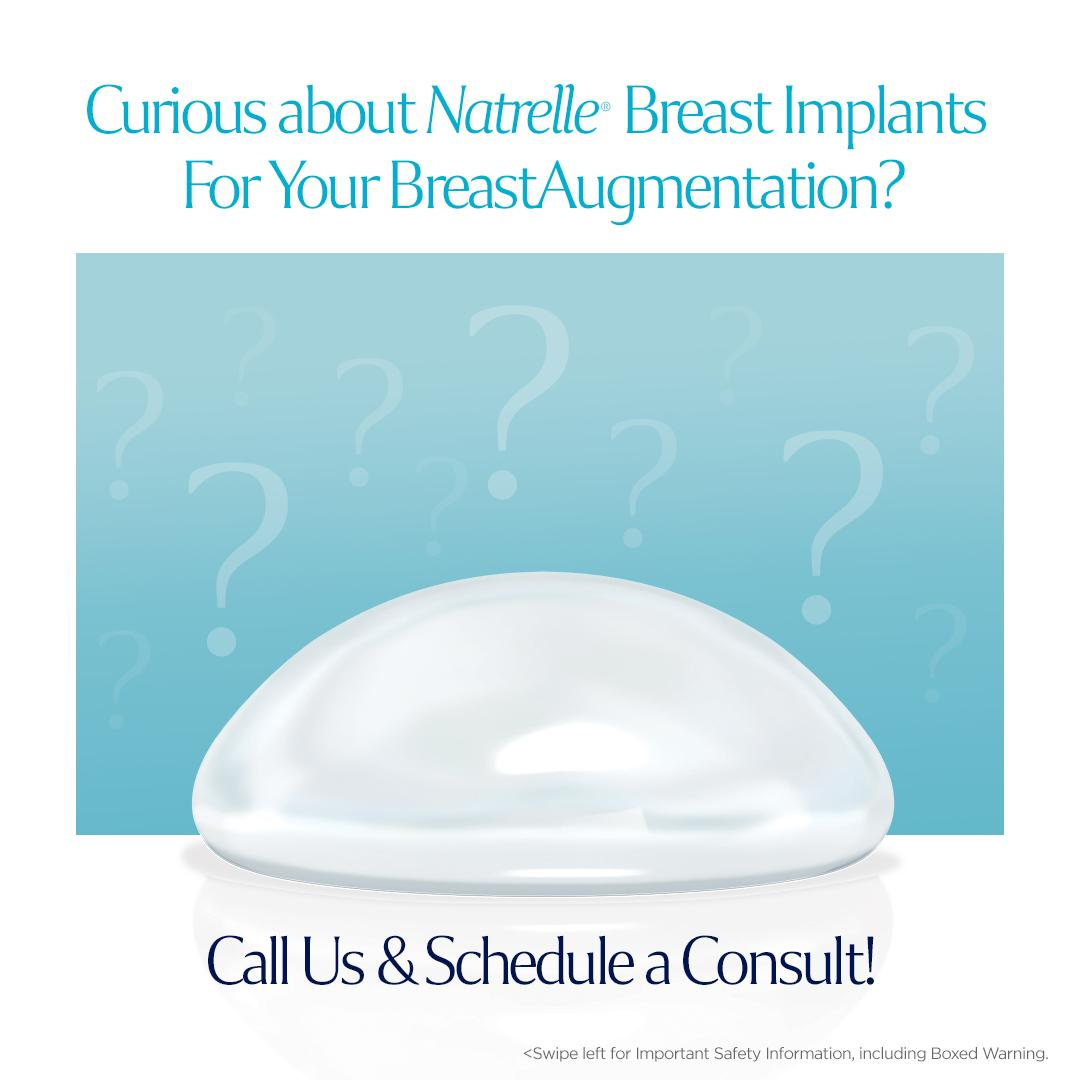 Curious about Natrelle® Breast Implants
For Your BreastAugmentation?
? ? ? ? ? ? ? ? ? ? ? ?
Call Us & Schedule a Consult!
<Swipe left for Important Safety Information, including Boxed Warning.